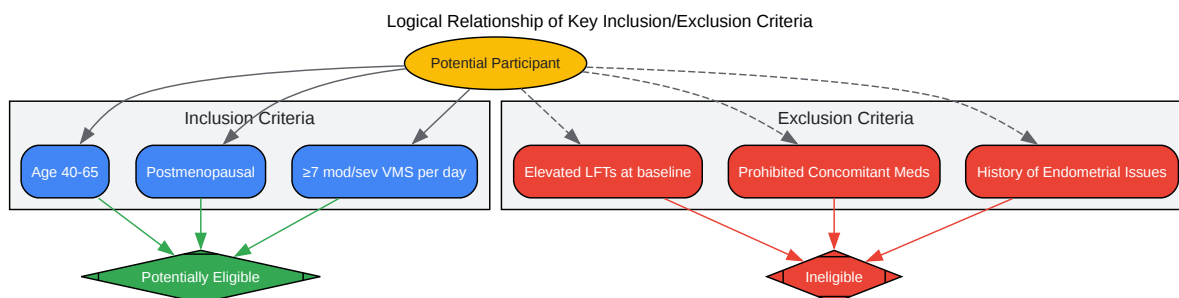 Logical Relationship of Key Inclusion/Exclusion Criteria
Potential Participant
Inclusion Criteria
Exclusion Criteria
Age 40-65
Postmenopausal
≥7 mod/sev VMS per day
Elevated LFTs at baseline
Prohibited Concomitant Meds
History of Endometrial Issues
Potentially Eligible
Ineligible